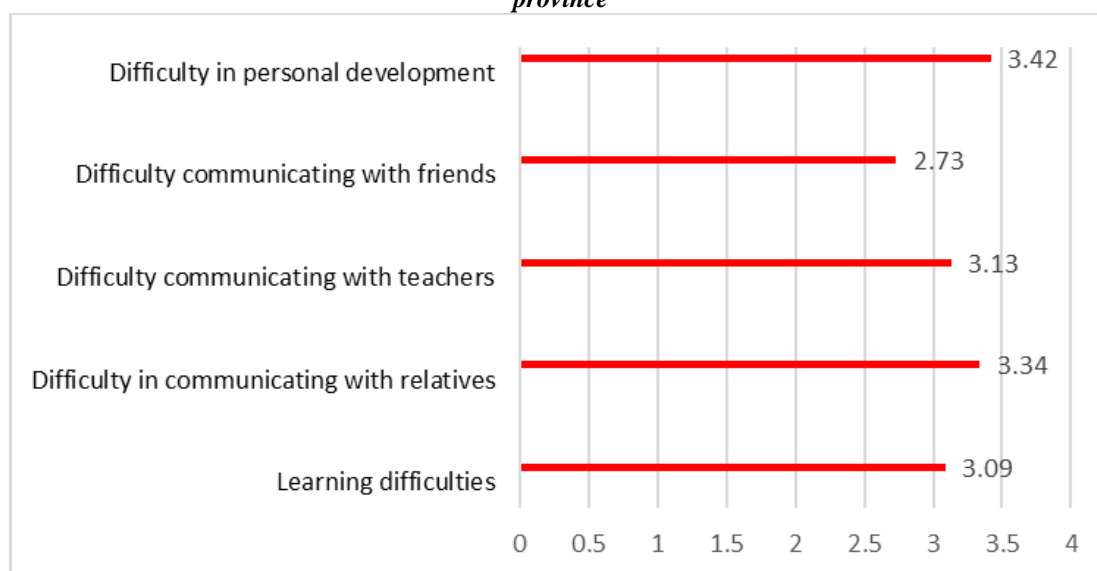 province
Difficulty in personal development
3.42
Difficulty communicating with friends
2.73
Difficulty communicating with teachers
3.13
Difficulty in communicating with relatives
3.34
Learning difficulties
3.09
0 0.5 1 1.5 2 2.5 3 3.5 4